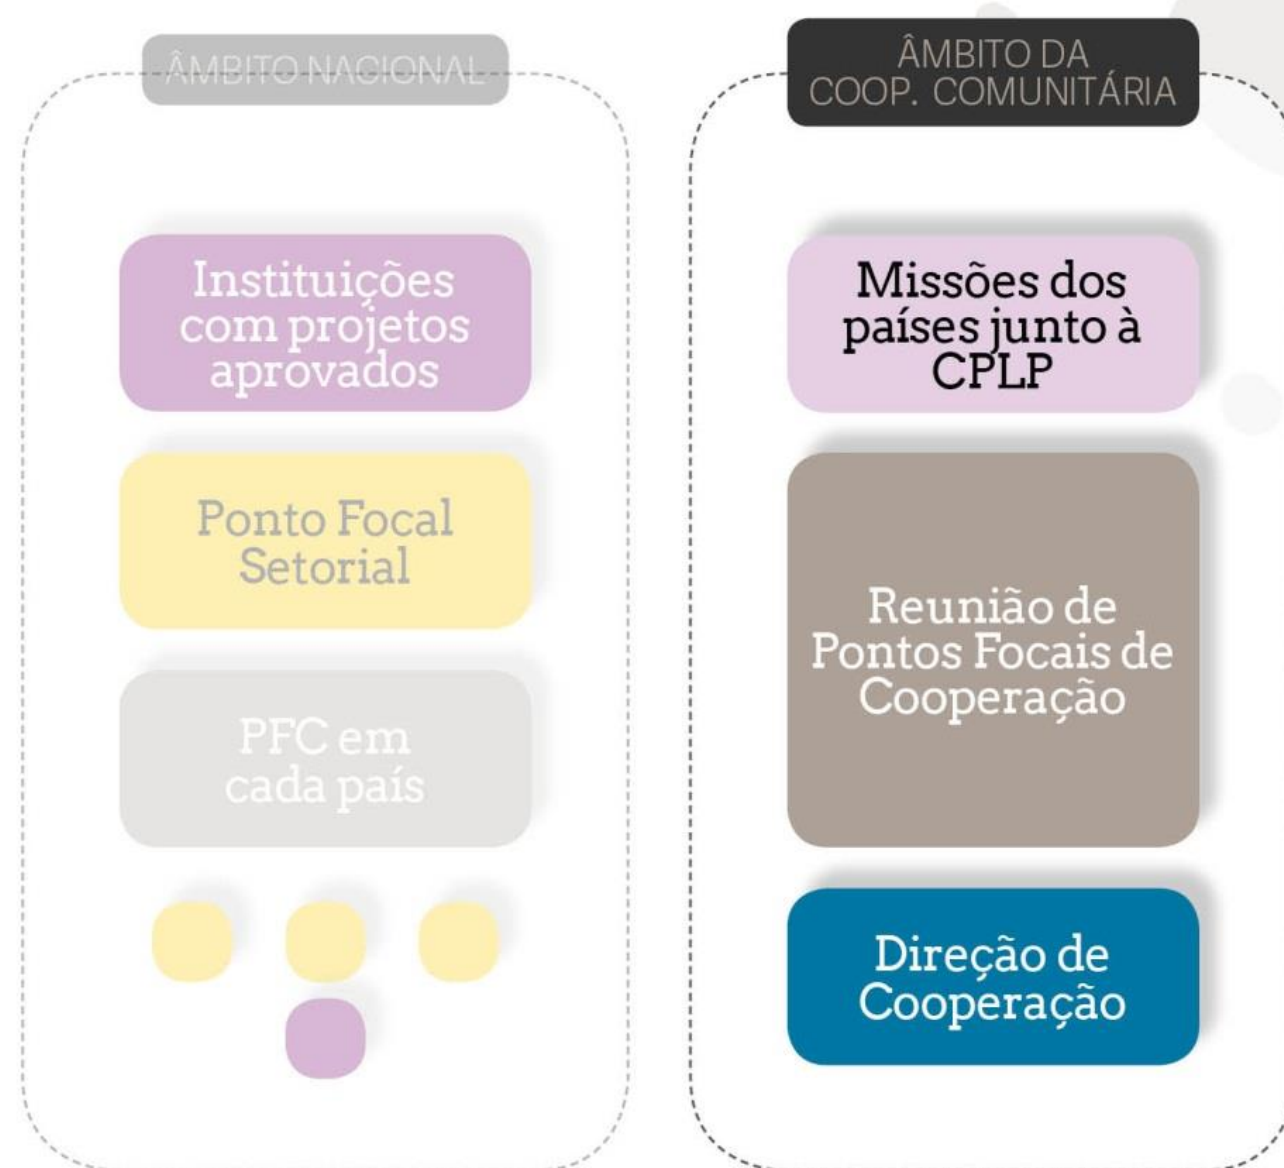 ÂMBITO NACIONAL
Instituições
com projetos
aprovados
Ponto Focal
Setorial
PFC em
cada país
ÂMBITO DA
COOP. COMUNITÁRIA
Missões dos
países junto à
CPLP
Reunião de
Pontos Focais de
Cooperação
Direção de
Cooperação